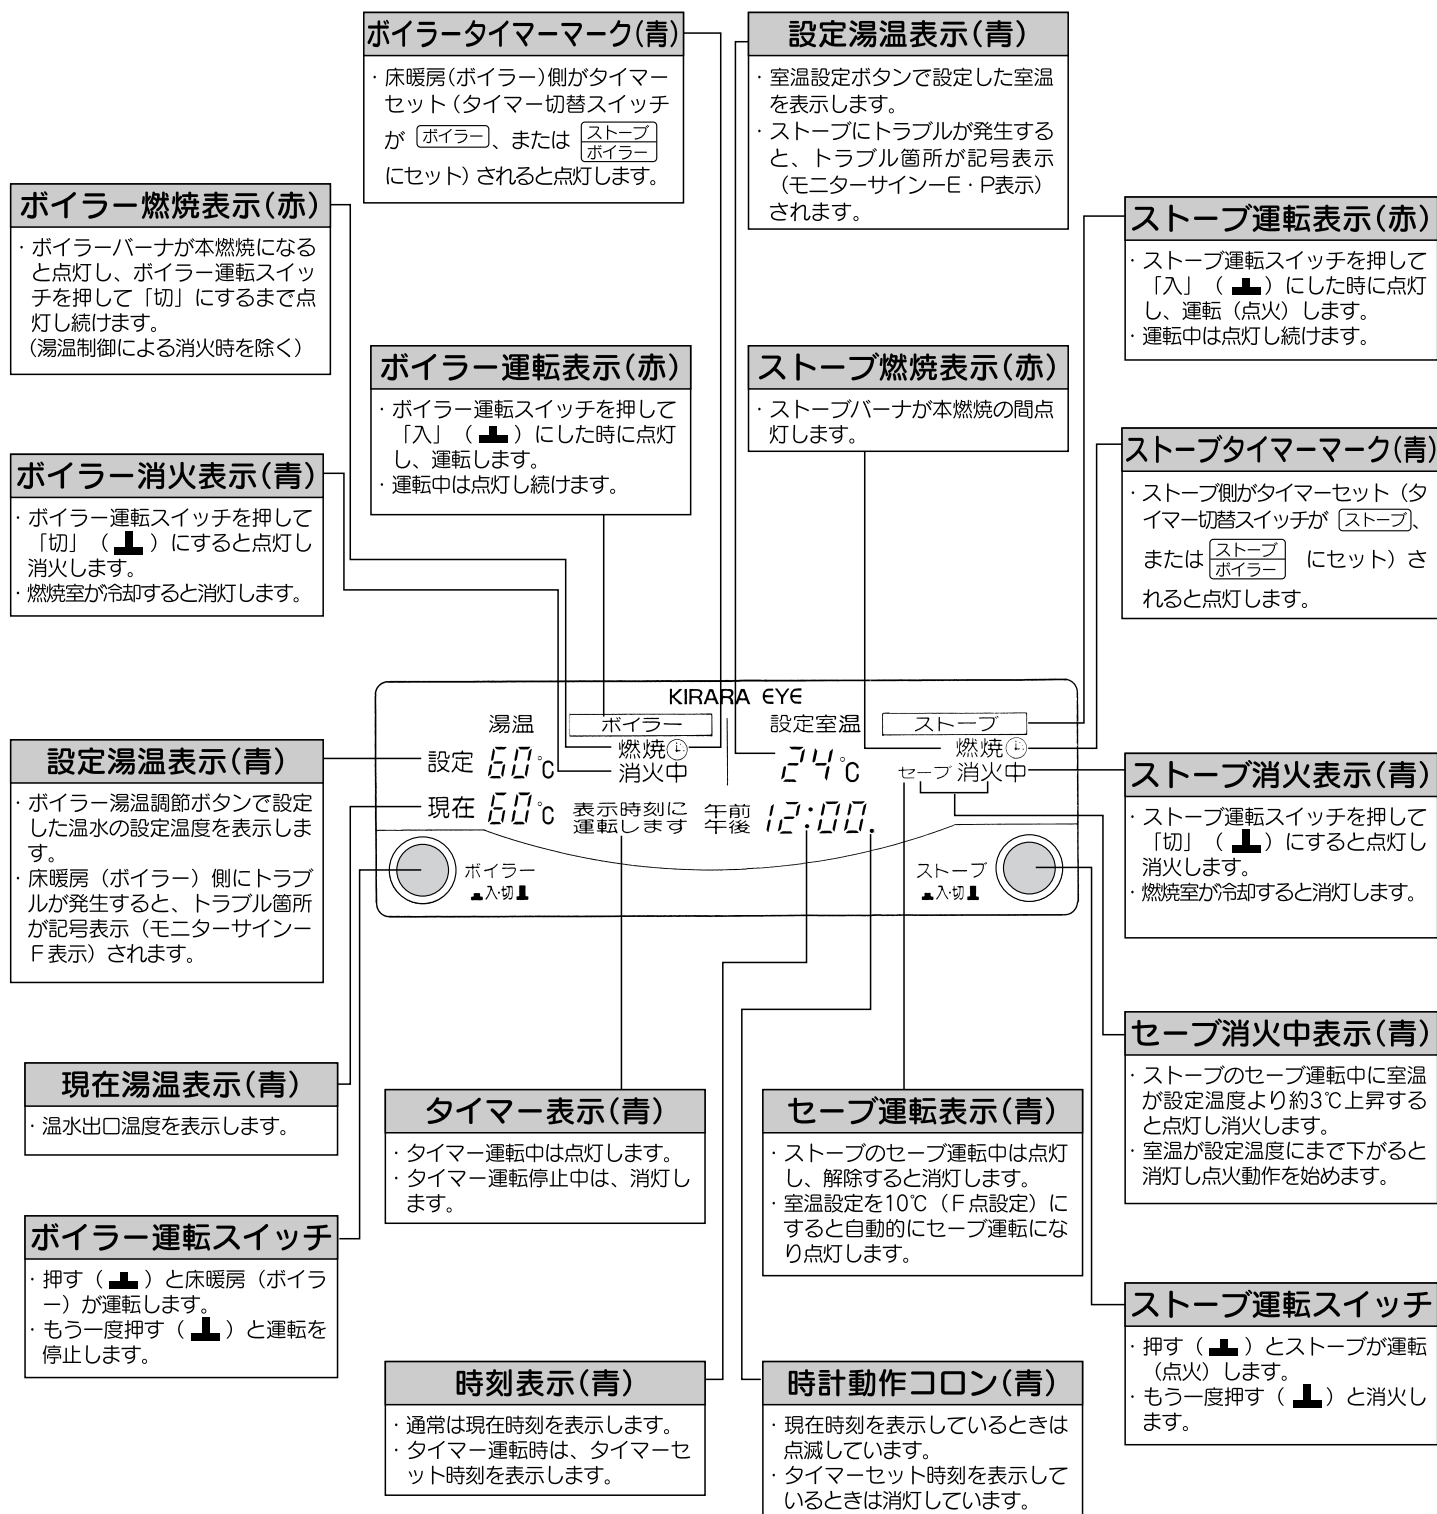 ボイラータイマーマーク(青)
・床暖房(ボイラー)側がタイマー
セット(タイマー切替スイッチ
が ボイラー、または ストーブ
ボイラー
にセット)されると点灯します。
設定湯温表示(青)
・室温設定ボタンで設定した室温
を表示します。
・ストーブにトラブルが発生する
と、トラブル箇所が記号表示
(モニターサインーE・P表示)
されます。
ボイラー燃焼表示(赤)
・ボイラーバーナが本燃焼になる
と点灯し、ボイラー運転スイッ
チを押して「切」にするまで点
灯し続けます。
(湯温制御による消火時を除く)
ストーブ運転表示(赤)
・ストーブ運転スイッチを押して
「入」( )にした時に点灯
し、運転(点火)します。
・運転中は点灯し続けます。
ボイラー運転表示(赤)
・ボイラー運転スイッチを押して
「入」( )にした時に点灯
し、運転します。
・運転中は点灯し続けます。
ストーブ燃焼表示(赤)
・ストーブバーナが本燃焼の間点
灯します。
ボイラー消火表示(青)
・ボイラー運転スイッチを押して
「切」( )にすると点灯し
消火します。
・燃焼室が冷却すると消灯します。
ストーブタイマーマーク(青)
・ストーブ側がタイマーセット(タ
イマー切替スイッチが ストーブ、
または ストーブ
ボイラー にセット)さ
れると点灯します。
KIRARA EYE
湯温 ボイラー 設定室温 ストーブ
設定 60℃ 燃焼 24℃ 燃焼
消火中 セーブ 消火中
現在 60℃ 表示時刻に 午前 12:00.
運転します 午後
ボイラー
入・切
ストーブ
入・切
設定湯温表示(青)
・ボイラー湯温調節ボタンで設定
した温水の設定温度を表示しま
す。
・床暖房(ボイラー)側にトラブ
ルが発生すると、トラブル箇所
が記号表示(モニターサインー
F表示)されます。
ストーブ消火表示(青)
・ストーブ運転スイッチを押して
「切」( )にすると点灯し
消火します。
・燃焼室が冷却すると消灯します。
現在湯温表示(青)
・温水出口温度を表示します。
タイマー表示(青)
・タイマー運転中は点灯します。
・タイマー運転停止中は、消灯し
ます。
セーブ運転表示(青)
・ストーブのセーブ運転中は点灯
し、解除すると消灯します。
・室温設定を10℃(F点設定)に
すると自動的にセーブ運転にな
り点灯します。
セーブ消火中表示(青)
・ストーブのセーブ運転中に室温
が設定温度より約3℃上昇する
と点灯し消火します。
・室温が設定温度にまで下がると
消灯し点火動作を始めます。
ボイラー運転スイッチ
・押す( )と床暖房(ボイラ
ー)が運転します。
・もう一度押す( )と運転を
停止します。
時刻表示(青)
・通常は現在時刻を表示します。
・タイマー運転時は、タイマーセ
ット時刻を表示します。
時計動作コロン(青)
・現在時刻を表示しているときは
点滅しています。
・タイマーセット時刻を表示して
いるときは消灯しています。
ストーブ運転スイッチ
・押す( )とストーブが運転
(点火)します。
・もう一度押す( )と消火し
ます。